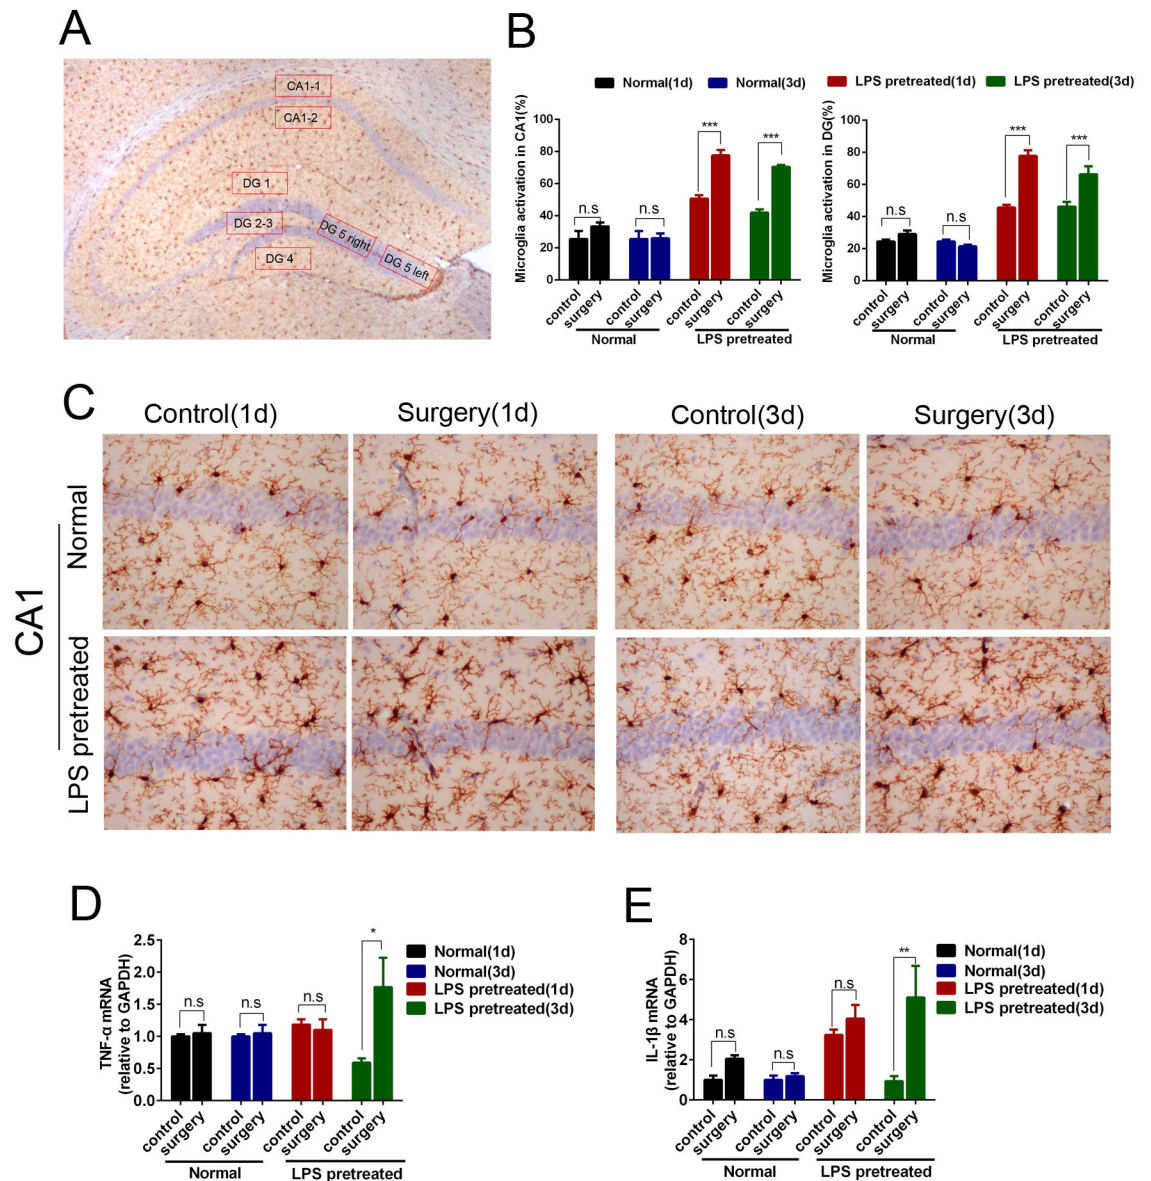 A
CA1-1
CA1-2
DG 1
DG 2-3
DG 4
DG 5 right
DG 5 left
B
Normal(1d) Normal(3d) LPS pretreated(1d) LPS pretreated(3d)
Microglia activation in CA1(%)
100
80
60
40
20
0
n.s n.s *** ***
control surgery control surgery control surgery control surgery
Normal LPS pretreated
Microglia activation in DG(%)
100
80
60
40
20
0
n.s n.s *** ***
control surgery control surgery control surgery control surgery
Normal LPS pretreated
C
Control(1d) Surgery(1d) Control(3d) Surgery(3d)
CA1
Normal
LPS pretreated
D
TNF-α mRNA
(relative to GAPDH)
2.5
2.0
1.5
1.0
0.5
0.0
n.s n.s n.s *
Normal(1d)
Normal(3d)
LPS pretreated(1d)
LPS pretreated(3d)
control surgery control surgery control surgery control surgery
Normal LPS pretreated
E
IL-1β mRNA
(relative to GAPDH)
8
6
4
2
0
n.s n.s n.s **
Normal(1d)
Normal(3d)
LPS pretreated(1d)
LPS pretreated(3d)
control surgery control surgery control surgery control surgery
Normal LPS pretreated